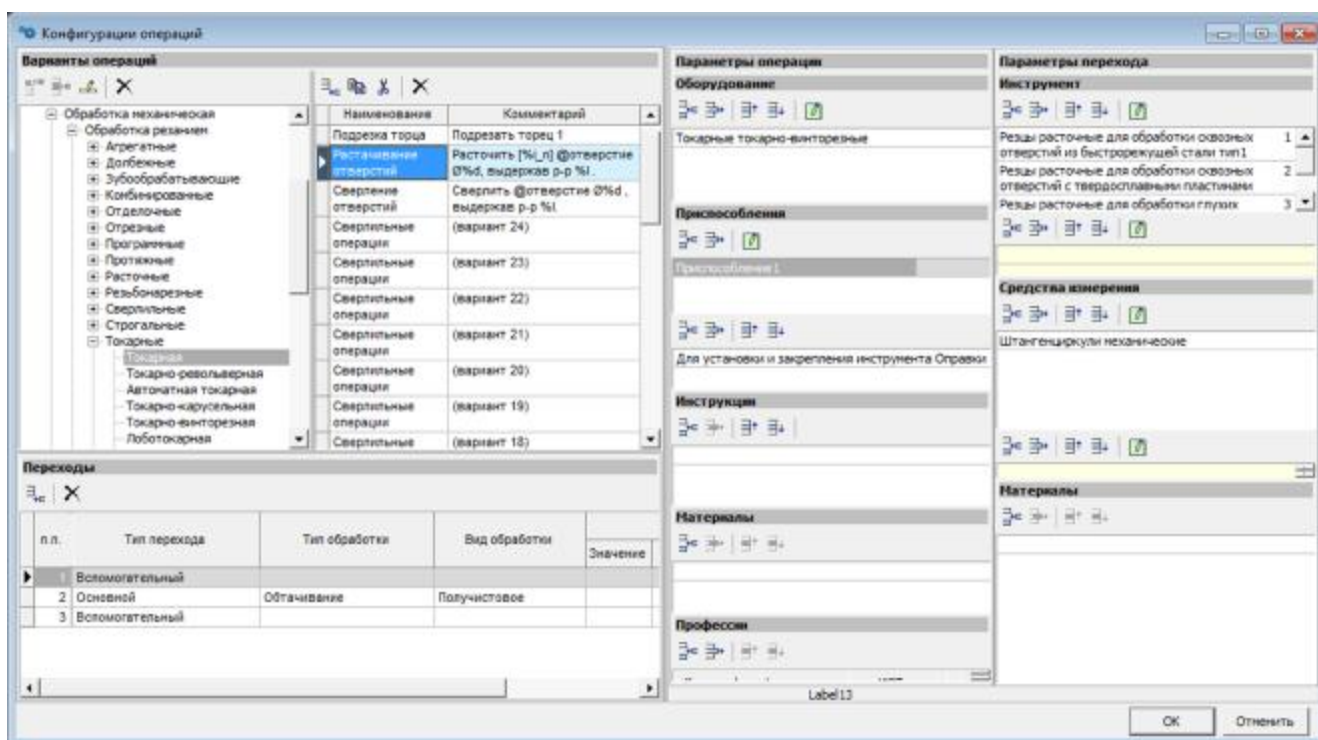 Конфигурации операций
Варианты операций
Обработка механическая
Обработка резанием
Агрегатные
Долбежные
Зубообрабатывающие
Комбинированные
Отделочные
Отрезные
Программные
Протяжные
Расточные
Резьбонарезные
Сверлильные
Строгальные
Токарные
Токарная
Токарно-револьверная
Автоматная токарная
Токарно-карусельная
Токарно-винторезная
Лоботокарная
Наименование Комментарий
Подрезка торца Подрезать торец 1
Растачивание Расточить [%i_n] @отверстие
отверстий Ø%d, выдержав р-р %l.
Сверление Сверлить @отверстие Ø%d ,
отверстий выдержав р-р %l.
Сверлильные (вариант 24)
операции
Сверлильные (вариант 23)
операции
Сверлильные (вариант 22)
операции
Сверлильные (вариант 21)
операции
Сверлильные (вариант 20)
операции
Сверлильные (вариант 19)
операции
Сверлильные (вариант 18)
Переходы
п.п. Тип перехода Тип обработки Вид обработки Значение
1 Вспомогательный
2 Основной Обтачивание Получистовое
3 Вспомогательный
Параметры операции
Оборудование
Токарные токарно-винторезные
Приспособления
Приспособление1
Для установки и закрепления инструмента Оправки
Инструкции
Материалы
Профессии
Label13
Параметры перехода
Инструмент
Резцы расточные для обработки сквозных 1
отверстий из быстрорежущей стали тип1
Резцы расточные для обработки сквозных 2
отверстий с твердосплавными пластинами
Резцы расточные для обработки глухих 3
Средства измерения
Штангенциркули механические
Материалы
OK Отменить